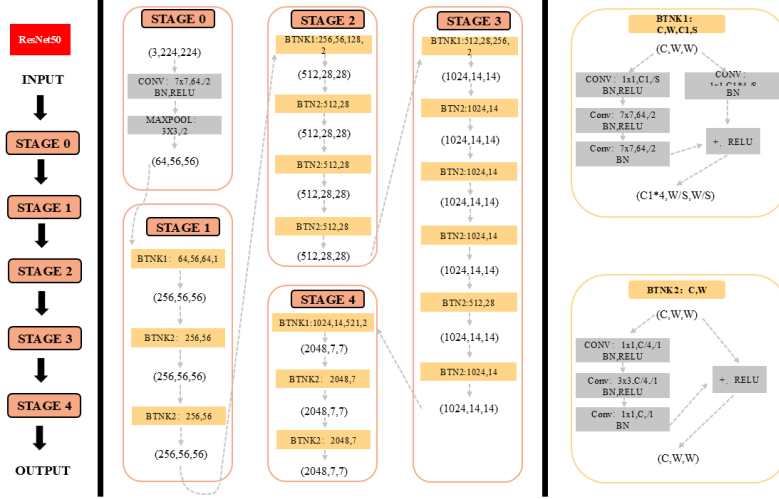 ResNet50
INPUT
STAGE 0
STAGE 1
STAGE 2
STAGE 3
STAGE 4
OUTPUT
STAGE 0
(3,224,224)
CONV: 7x7,64,/2
BN,RELU
MAXPOOL:
3X3,/2
(64,56,56)
STAGE 1
BTNK1: 64,56,64,1
(256,56,56)
BTNK2: 256,56
(256,56,56)
BTNK2: 256,56
(256,56,56)
STAGE 2
BTNK1:256,56,128,
2
(512,28,28)
BTN2:512,28
(512,28,28)
BTN2:512,28
(512,28,28)
BTN2:512,28
(512,28,28)
STAGE 4
BTNK1:1024,14,521,2
(2048,7,7)
BTNK2: 2048,7
(2048,7,7)
BTNK2: 2048,7
(2048,7,7)
STAGE 3
BTNK1:512,28,256,
2
(1024,14,14)
BTN2:1024,14
(1024,14,14)
BTN2:1024,14
(1024,14,14)
BTN2:1024,14
(1024,14,14)
BTN2:512,28
(1024,14,14)
BTN2:1024,14
(1024,14,14)
BTNK1:
C,W,C1,S
(C,W,W)
CONV: 1x1,C1,/S
BN,RELU
Conv: 7x7,64,/2
BN,RELU
Conv: 7x7,64,/2
BN
CONV:
BN
+, RELU
(C1*4,W/S,W/S)
BTNK2: C,W
(C,W,W)
CONV: 1x1,C/4,/1
BN,RELU
Conv: 3x3,C/4,/1
BN,RELU
Conv: 1x1,C,/1
BN
+, RELU
(C,W,W)